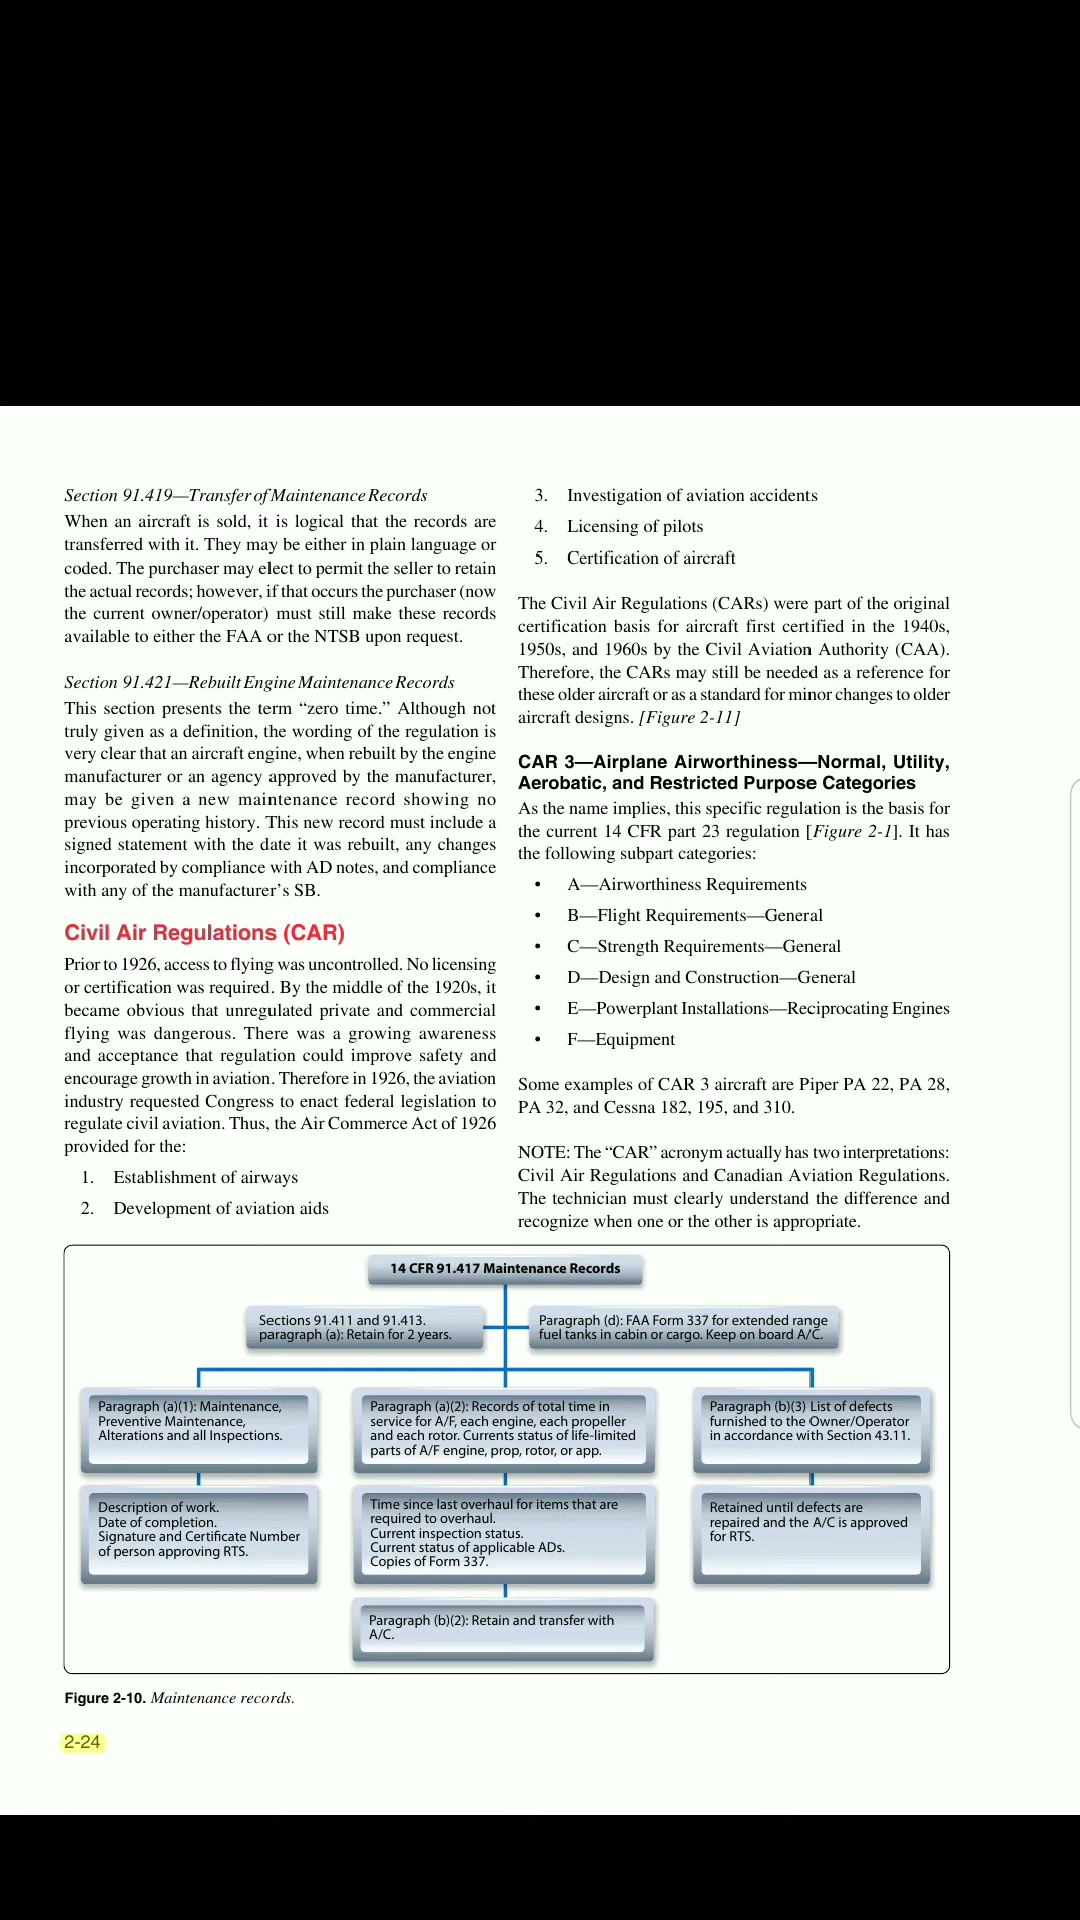 Section 91.419—Transfer of Maintenance Records
When an aircraft is sold, it is logical that the records are
transferred with it. They may be either in plain language or
coded. The purchaser may elect to permit the seller to retain
the actual records; however, if that occurs the purchaser (now
the current owner/operator) must still make these records
available to either the FAA or the NTSB upon request.
Section 91.421—Rebuilt Engine Maintenance Records
This section presents the term “zero time.” Although not
truly given as a definition, the wording of the regulation is
very clear that an aircraft engine, when rebuilt by the engine
manufacturer or an agency approved by the manufacturer,
may be given a new maintenance record showing no
previous operating history. This new record must include a
signed statement with the date it was rebuilt, any changes
incorporated by compliance with AD notes, and compliance
with any of the manufacturer’s SB.
Civil Air Regulations (CAR)
Prior to 1926, access to flying was uncontrolled. No licensing
or certification was required. By the middle of the 1920s, it
became obvious that unregulated private and commercial
flying was dangerous. There was a growing awareness
and acceptance that regulation could improve safety and
encourage growth in aviation. Therefore in 1926, the aviation
industry requested Congress to enact federal legislation to
regulate civil aviation. Thus, the Air Commerce Act of 1926
provided for the:
1. Establishment of airways
2. Development of aviation aids
3. Investigation of aviation accidents
4. Licensing of pilots
5. Certification of aircraft
The Civil Air Regulations (CARs) were part of the original
certification basis for aircraft first certified in the 1940s,
1950s, and 1960s by the Civil Aviation Authority (CAA).
Therefore, the CARs may still be needed as a reference for
these older aircraft or as a standard for minor changes to older
aircraft designs. [Figure 2-11]
CAR 3—Airplane Airworthiness—Normal, Utility,
Aerobatic, and Restricted Purpose Categories
As the name implies, this specific regulation is the basis for
the current 14 CFR part 23 regulation [Figure 2-1]. It has
the following subpart categories:
• A—Airworthiness Requirements
• B—Flight Requirements—General
• C—Strength Requirements—General
• D—Design and Construction—General
• E—Powerplant Installations—Reciprocating Engines
• F—Equipment
Some examples of CAR 3 aircraft are Piper PA 22, PA 28,
PA 32, and Cessna 182, 195, and 310.
NOTE: The “CAR” acronym actually has two interpretations:
Civil Air Regulations and Canadian Aviation Regulations.
The technician must clearly understand the difference and
recognize when one or the other is appropriate.
14 CFR 91.417 Maintenance Records
Sections 91.411 and 91.413.
paragraph (a): Retain for 2 years.
Paragraph (d): FAA Form 337 for extended range
fuel tanks in cabin or cargo. Keep on board A/C.
Paragraph (a)(1): Maintenance,
Preventive Maintenance,
Alterations and all Inspections.
Paragraph (a)(2): Records of total time in
service for A/F, each engine, each propeller
and each rotor. Currents status of life-limited
parts of A/F engine, prop, rotor, or app.
Paragraph (b)(3) List of defects
furnished to the Owner/Operator
in accordance with Section 43.11.
Description of work.
Date of completion.
Signature and Certificate Number
of person approving RTS.
Time since last overhaul for items that are
required to overhaul.
Current inspection status.
Current status of applicable ADs.
Copies of Form 337.
Retained until defects are
repaired and the A/C is approved
for RTS.
Paragraph (b)(2): Retain and transfer with
A/C.
Figure 2-10. Maintenance records.
2-24